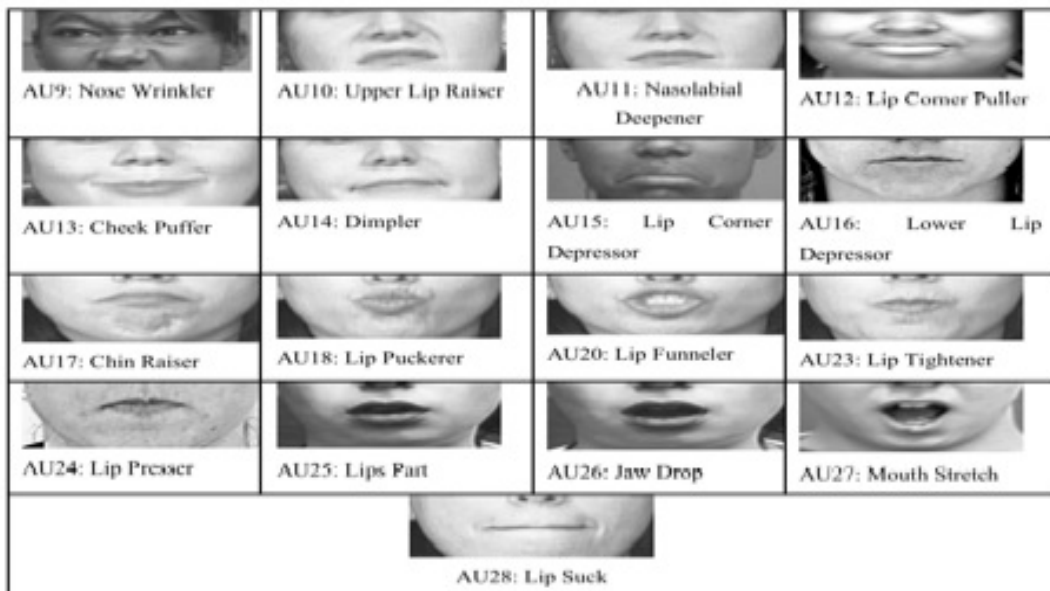 AU9: Nose Wrinkler
AU10: Upper Lip Raiser
AU11: Nasolabial
Deepener
AU12: Lip Corner Puller
AU13: Cheek Puffer
AU14: Dimpler
AU15: Lip Corner
Depressor
AU16: Lower Lip
Depressor
AU17: Chin Raiser
AU18: Lip Puckerer
AU20: Lip Funneler
AU23: Lip Tightener
AU24: Lip Presser
AU25: Lips Part
AU26: Jaw Drop
AU27: Mouth Stretch
AU28: Lip Suck